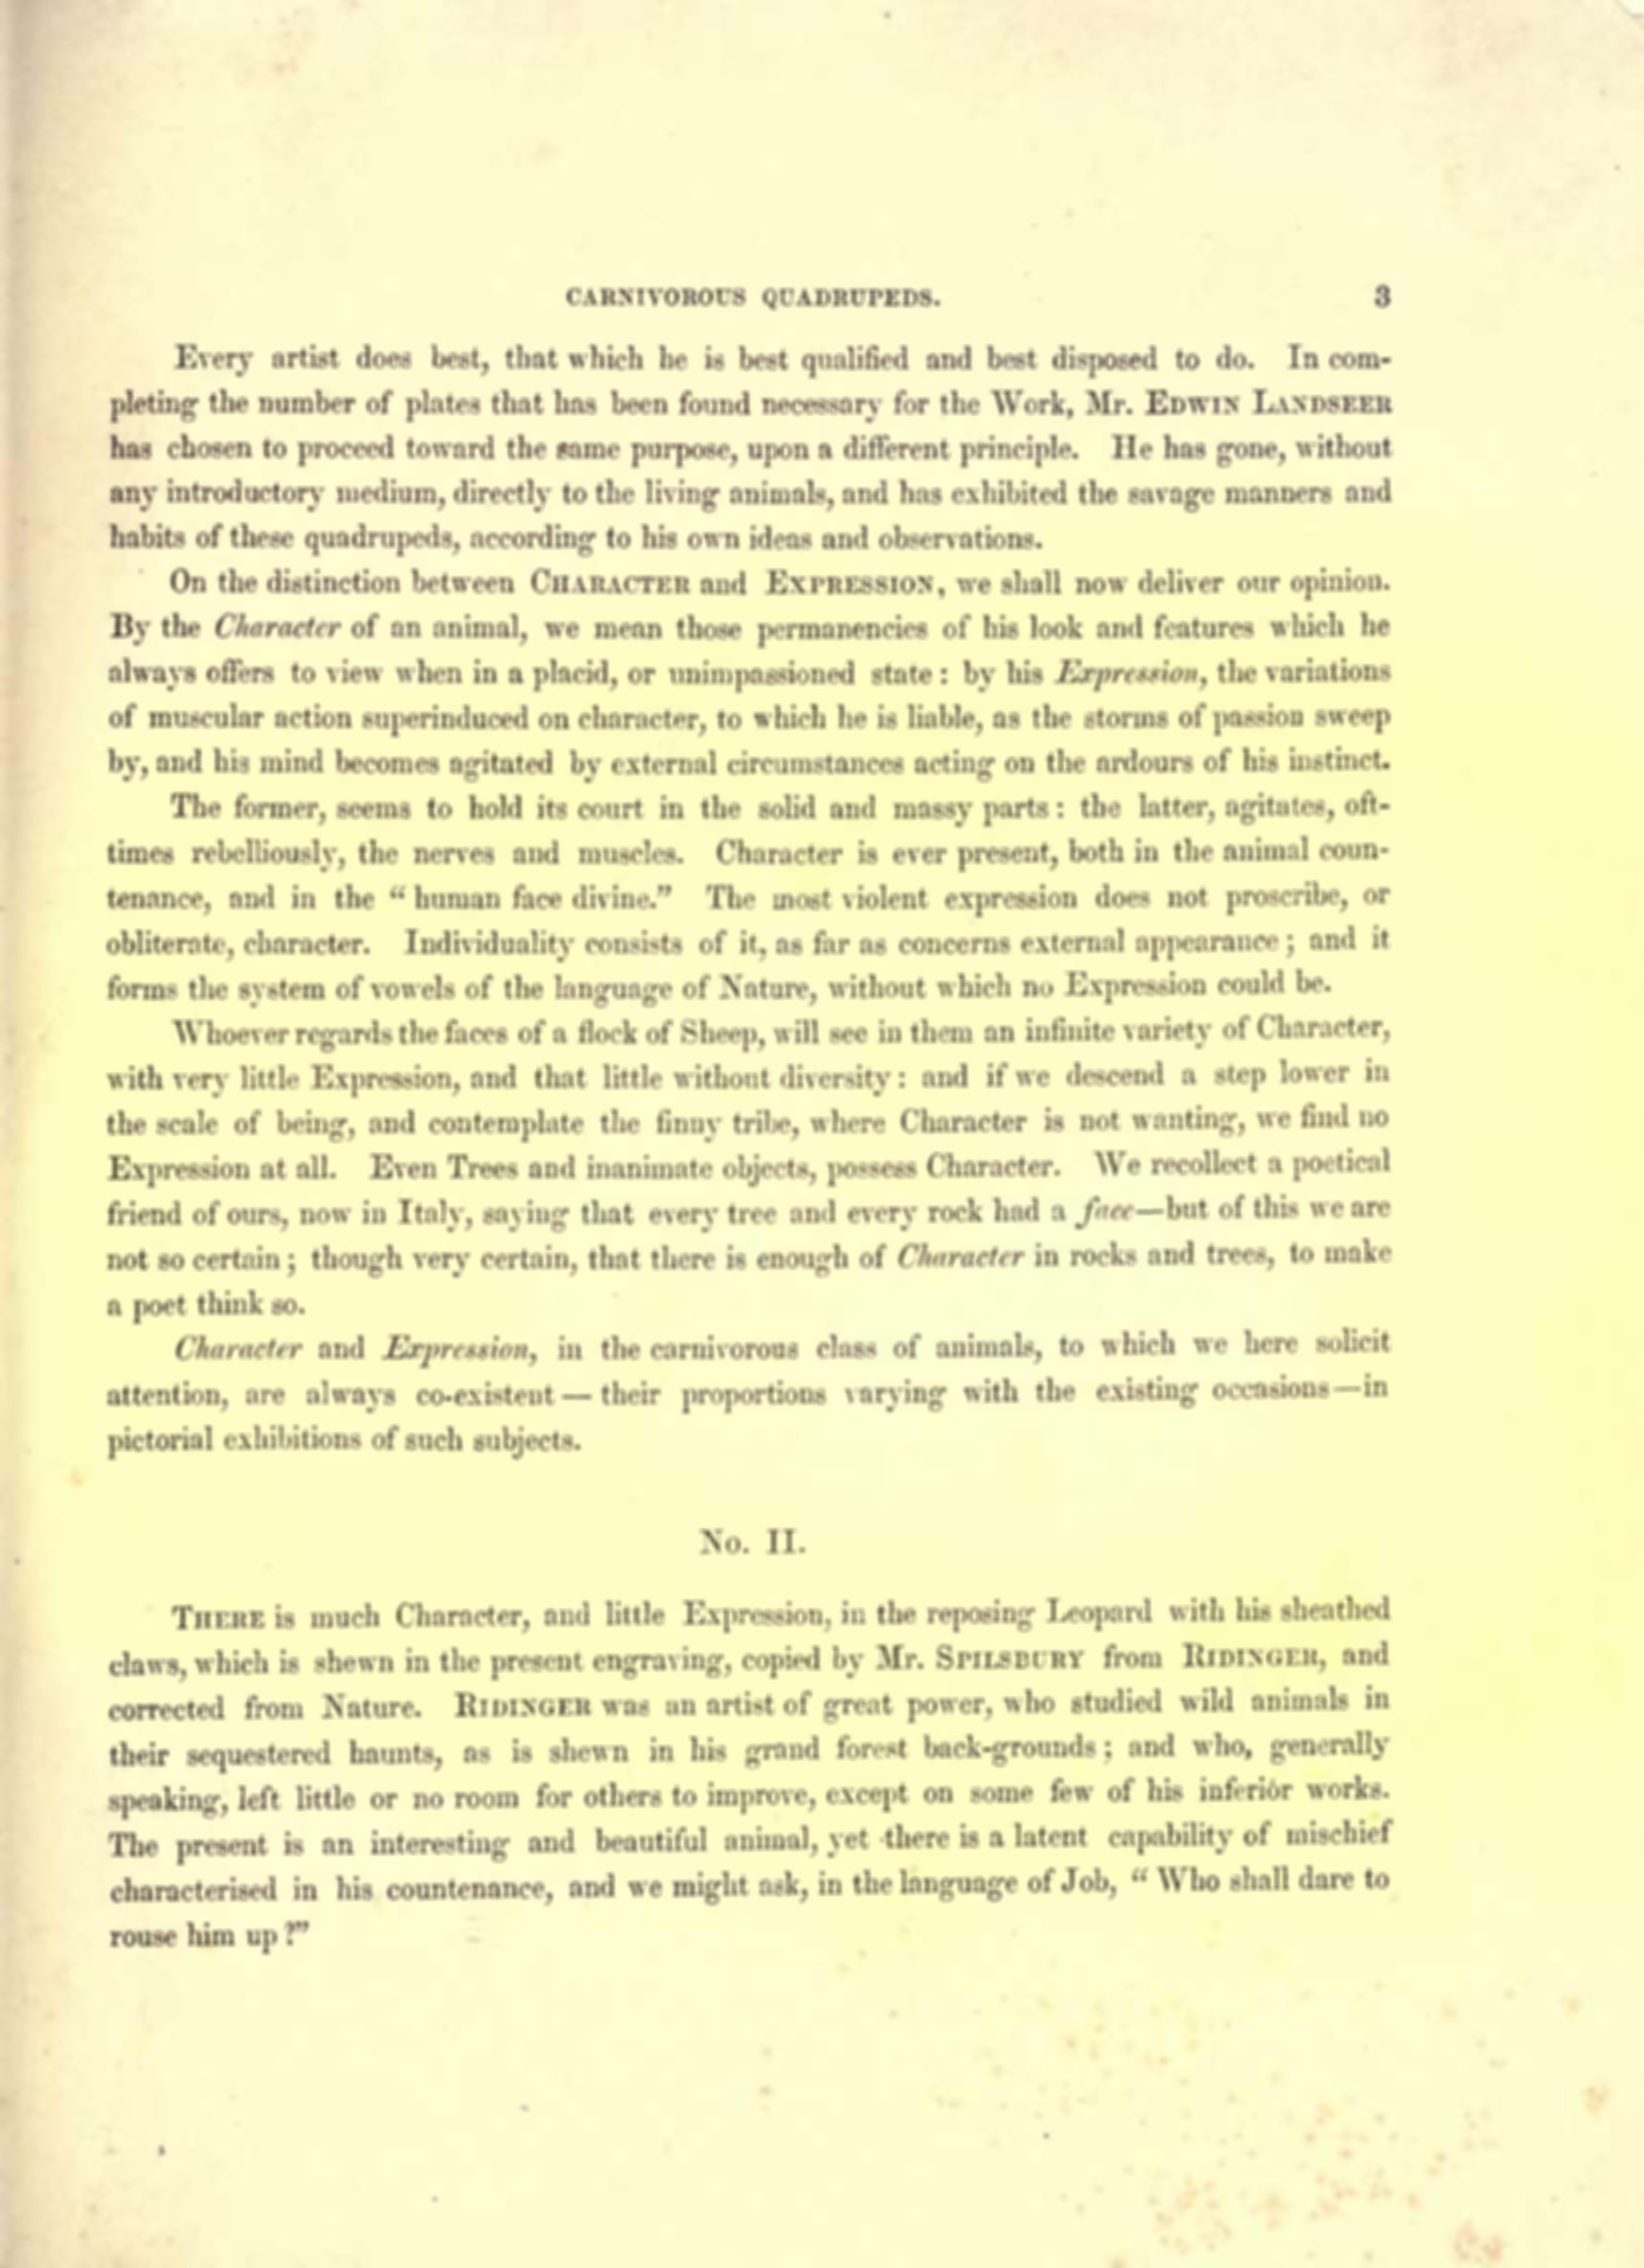 CARNIVOROUS QUADRUPEDS. 3
Every artist does best, that which he is best qualified and best disposed to do. In com-
pleting the number of plates that has been found necessary for the Work, Mr. EDWIN LANDSEER
has chosen to proceed toward the same purpose, upon a different principle. He has gone, without
any introductory medium, directly to the living animals, and has exhibited the savage manners and
habits of these quadrupeds, according to his own ideas and observations.
On the distinction between CHARACTER and EXPRESSION, we shall now deliver our opinion.
By the Character of an animal, we mean those permanencies of his look and features which he
always offers to view when in a placid, or unimpassioned state : by his Expression, the variations
of muscular action superinduced on character, to which he is liable, as the storms of passion sweep
by, and his mind becomes agitated by external circumstances acting on the ardours of his instinct.
The former, seems to hold its court in the solid and massy parts : the latter, agitates, oft-
times rebelliously, the nerves and muscles. Character is ever present, both in the animal coun-
tenance, and in the “ human face divine.” The most violent expression does not proscribe, or
obliterate, character. Individuality consists of it, as far as concerns external appearance ; and it
forms the system of vowels of the language of Nature, without which no Expression could be.
Whoever regards the faces of a flock of Sheep, will see in them an infinite variety of Character,
with very little Expression, and that little without diversity : and if we descend a step lower in
the scale of being, and contemplate the finny tribe, where Character is not wanting, we find no
Expression at all. Even Trees and inanimate objects, possess Character. We recollect a poetical
friend of ours, now in Italy, saying that every tree and every rock had a face—but of this we are
not so certain ; though very certain, that there is enough of Character in rocks and trees, to make
a poet think so.
Character and Expression, in the carnivorous class of animals, to which we here solicit
attention, are always co-existent — their proportions varying with the existing occasions—in
pictorial exhibitions of such subjects.
No. II.
THERE is much Character, and little Expression, in the reposing Leopard with his sheathed
claws, which is shewn in the present engraving, copied by Mr. SPILSBURY from RIDINGER, and
corrected from Nature. RIDINGER was an artist of great power, who studied wild animals in
their sequestered haunts, as is shewn in his grand forest back-grounds ; and who, generally
speaking, left little or no room for others to improve, except on some few of his inferior works.
The present is an interesting and beautiful animal, yet there is a latent capability of mischief
characterised in his countenance, and we might ask, in the language of Job, “ Who shall dare to
rouse him up ?”